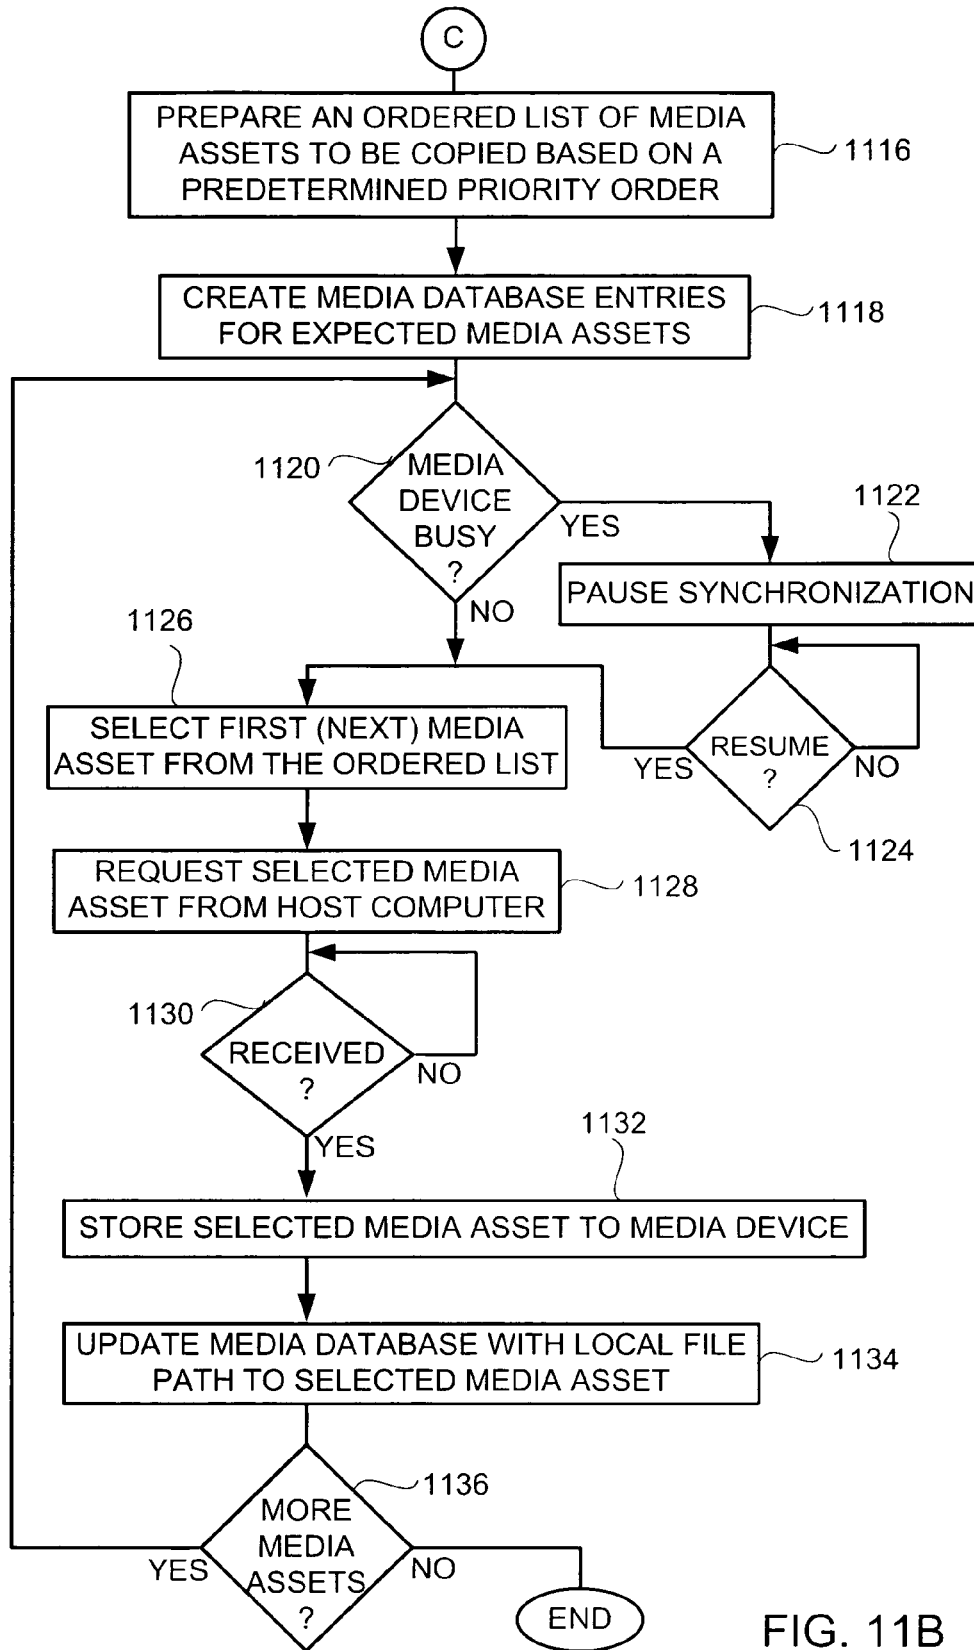 C
PREPARE AN ORDERED LIST OF MEDIA
ASSETS TO BE COPIED BASED ON A
PREDETERMINED PRIORITY ORDER
1116
CREATE MEDIA DATABASE ENTRIES
FOR EXPECTED MEDIA ASSETS
1118
1120
MEDIA
DEVICE
BUSY
?
YES
NO
1122
PAUSE SYNCHRONIZATION
RESUME
?
YES
NO
1124
1126
SELECT FIRST (NEXT) MEDIA
ASSET FROM THE ORDERED LIST
REQUEST SELECTED MEDIA
ASSET FROM HOST COMPUTER
1128
1130
RECEIVED
?
NO
YES
1132
STORE SELECTED MEDIA ASSET TO MEDIA DEVICE
UPDATE MEDIA DATABASE WITH LOCAL FILE
PATH TO SELECTED MEDIA ASSET
1134
1136
MORE
MEDIA
ASSETS
?
YES
NO
END
FIG. 11B